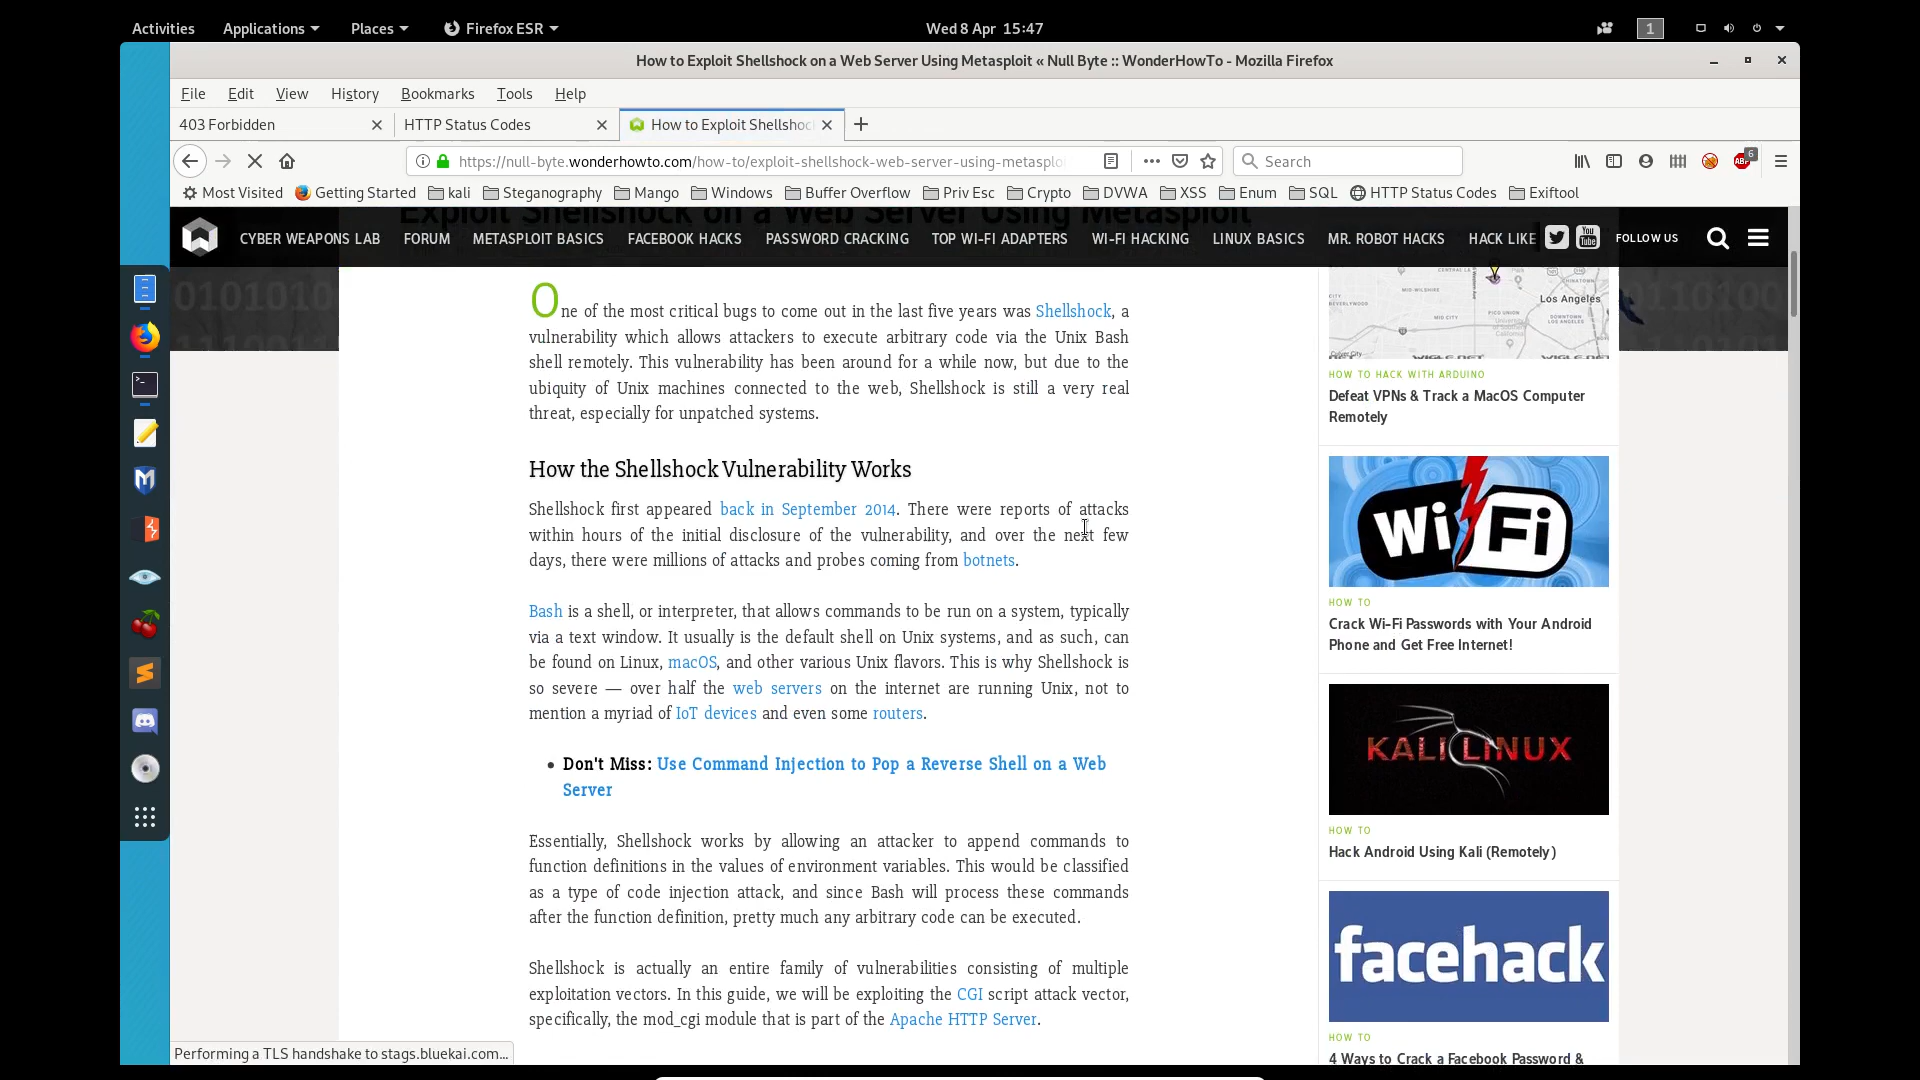 Activities Applications Places Firefox ESR Wed 8 Apr 15:47 1
How to Exploit Shellshock on a Web Server Using Metasploit « Null Byte :: WonderHowTo - Mozilla Firefox
File Edit View History Bookmarks Tools Help
403 Forbidden HTTP Status Codes How to Exploit Shellshoc
https://null-byte.wonderhowto.com/how-to/exploit-shellshock-web-server-using-metasplo Search 6
Most Visited Getting Started kali Steganography Mango Windows Buffer Overflow Priv Esc Crypto DVWA XSS Enum SQL HTTP Status Codes Exiftool
Exploit Shellshock on a Web Server Using Metasploit
CYBER WEAPONS LAB FORUM METASPLOIT BASICS FACEBOOK HACKS PASSWORD CRACKING TOP WI-FI ADAPTERS WI-FI HACKING LINUX BASICS MR. ROBOT HACKS HACK LIKE You Tube FOLLOW US
One of the most critical bugs to come out in the last five years was Shellshock, a
vulnerability which allows attackers to execute arbitrary code via the Unix Bash
shell remotely. This vulnerability has been around for a while now, but due to the
ubiquity of Unix machines connected to the web, Shellshock is still a very real
threat, especially for unpatched systems.
How the Shellshock Vulnerability Works
Shellshock first appeared back in September 2014. There were reports of attacks
within hours of the initial disclosure of the vulnerability, and over the next few
days, there were millions of attacks and probes coming from botnets.
Bash is a shell, or interpreter, that allows commands to be run on a system, typically
via a text window. It usually is the default shell on Unix systems, and as such, can
be found on Linux, macOS, and other various Unix flavors. This is why Shellshock is
so severe — over half the web servers on the internet are running Unix, not to
mention a myriad of IoT devices and even some routers.
• Don't Miss: Use Command Injection to Pop a Reverse Shell on a Web
Server
Essentially, Shellshock works by allowing an attacker to append commands to
function definitions in the values of environment variables. This would be classified
as a type of code injection attack, and since Bash will process these commands
after the function definition, pretty much any arbitrary code can be executed.
Shellshock is actually an entire family of vulnerabilities consisting of multiple
exploitation vectors. In this guide, we will be exploiting the CGI script attack vector,
specifically, the mod_cgi module that is part of the Apache HTTP Server.
Los Angeles
HOW TO HACK WITH ARDUINO
Defeat VPNs & Track a MacOS Computer
Remotely
Wi Fi
HOW TO
Crack Wi-Fi Passwords with Your Android
Phone and Get Free Internet!
KALI LINUX
HOW TO
Hack Android Using Kali (Remotely)
facehack
HOW TO
4 Ways to Crack a Facebook Password &
Performing a TLS handshake to stags.bluekai.com...